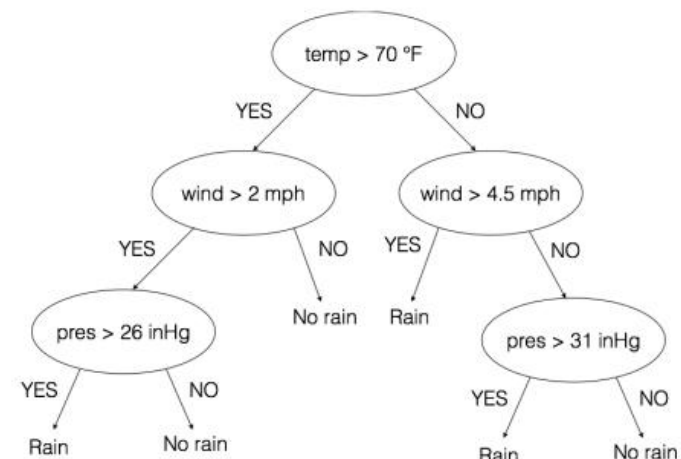 temp > 70 °F
YES
NO
wind > 2 mph
wind > 4.5 mph
YES
NO
YES
NO
No rain
Rain
pres > 26 inHg
pres > 31 inHg
YES
NO
YES
NO
Rain
No rain
Rain
No rain